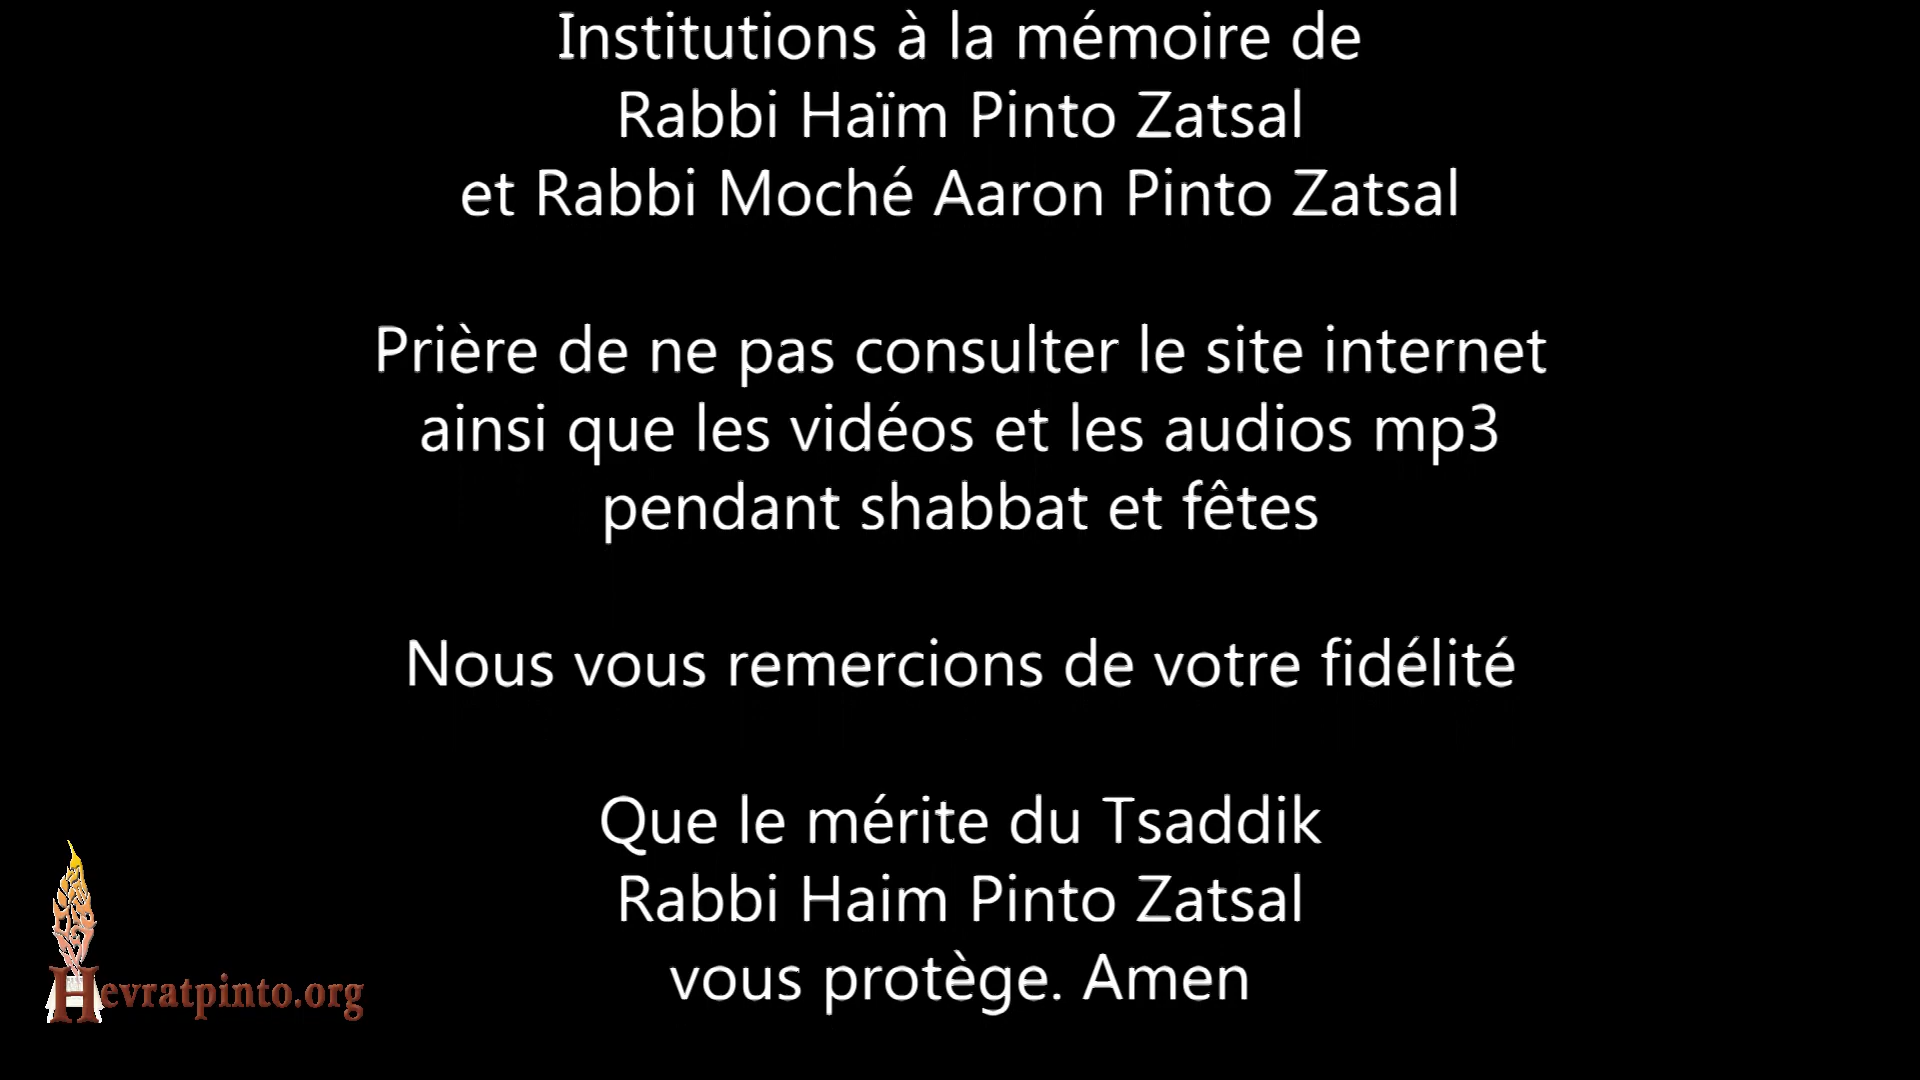 Institutions à la mémoire de
Rabbi Haïm Pinto Zatsal
et Rabbi Moché Aaron Pinto Zatsal
Prière de ne pas consulter le site internet
ainsi que les vidéos et les audios mp3
pendant shabbat et fêtes
Nous vous remercions de votre fidélité
Que le mérite du Tsaddik
Rabbi Haim Pinto Zatsal
vous protège. Amen
Hevratpinto.org